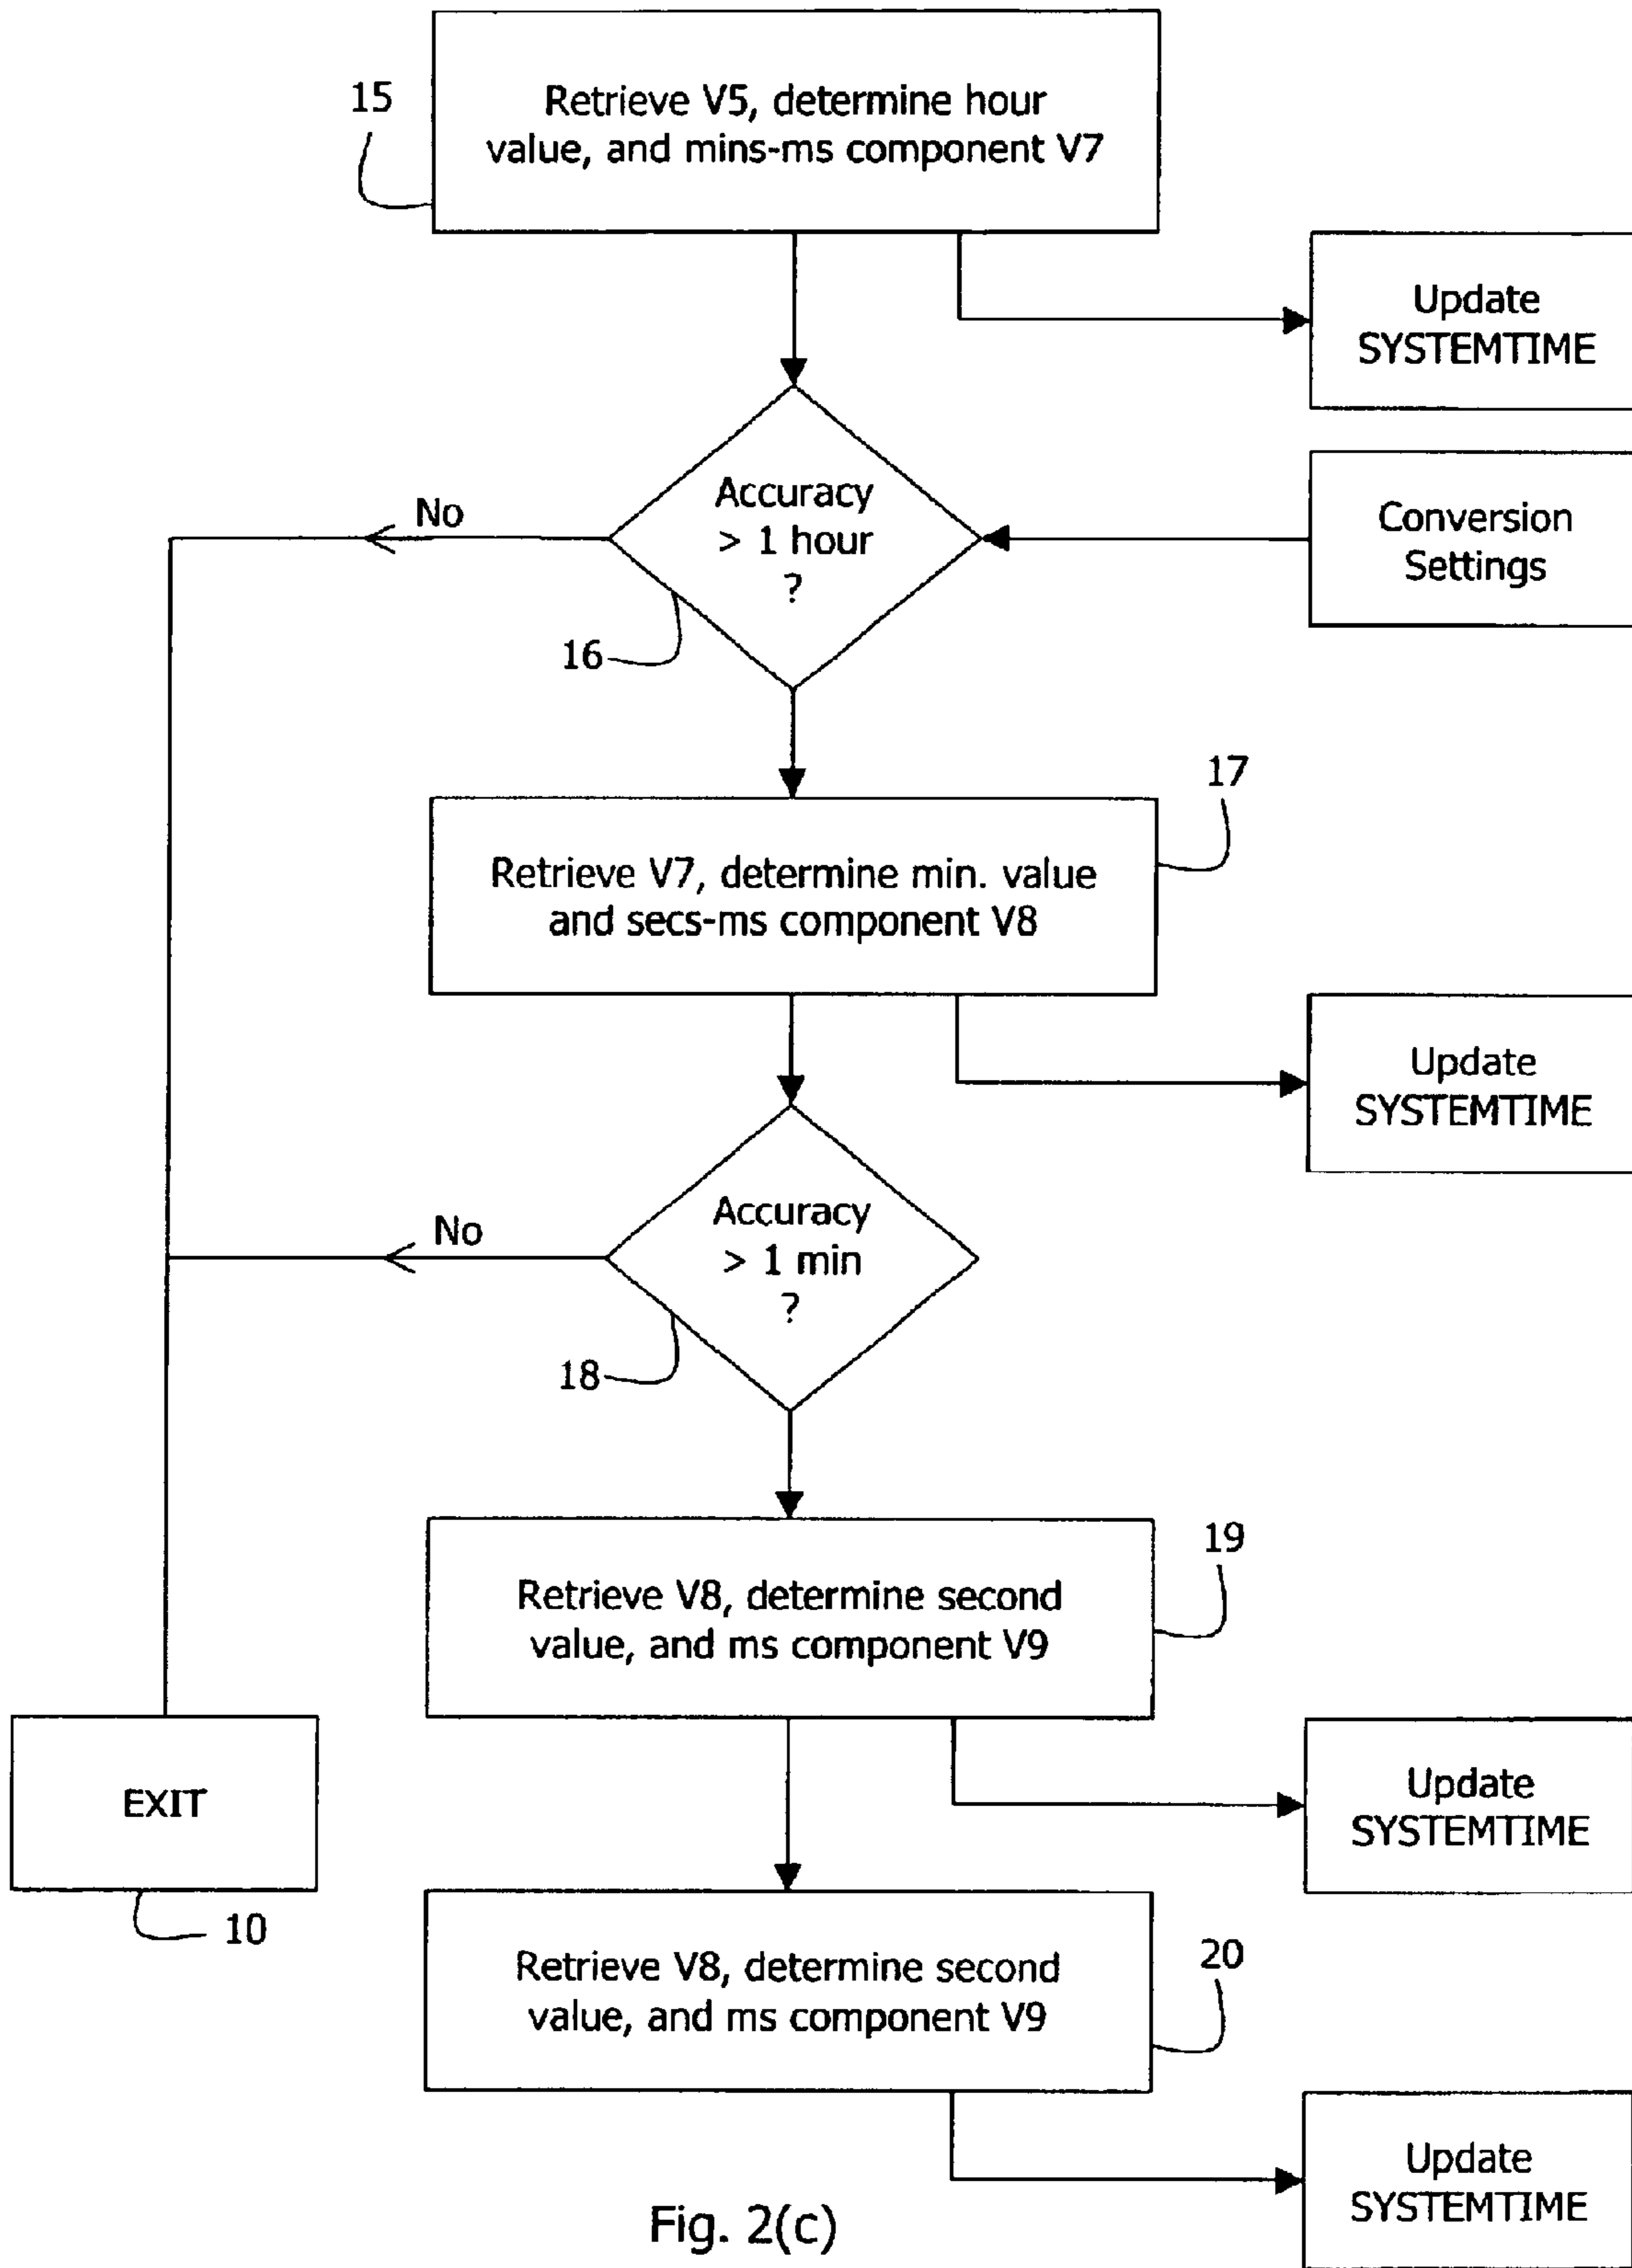 15
Retrieve V5, determine hour
value, and mins-ms component V7
Update
SYSTEMTIME
Accuracy
> 1 hour
?
No
Conversion
Settings
16
17
Retrieve V7, determine min. value
and secs-ms component V8
Update
SYSTEMTIME
Accuracy
> 1 min
?
No
18
19
Retrieve V8, determine second
value, and ms component V9
Update
SYSTEMTIME
EXIT
10
20
Retrieve V8, determine second
value, and ms component V9
Update
SYSTEMTIME
Fig. 2(c)